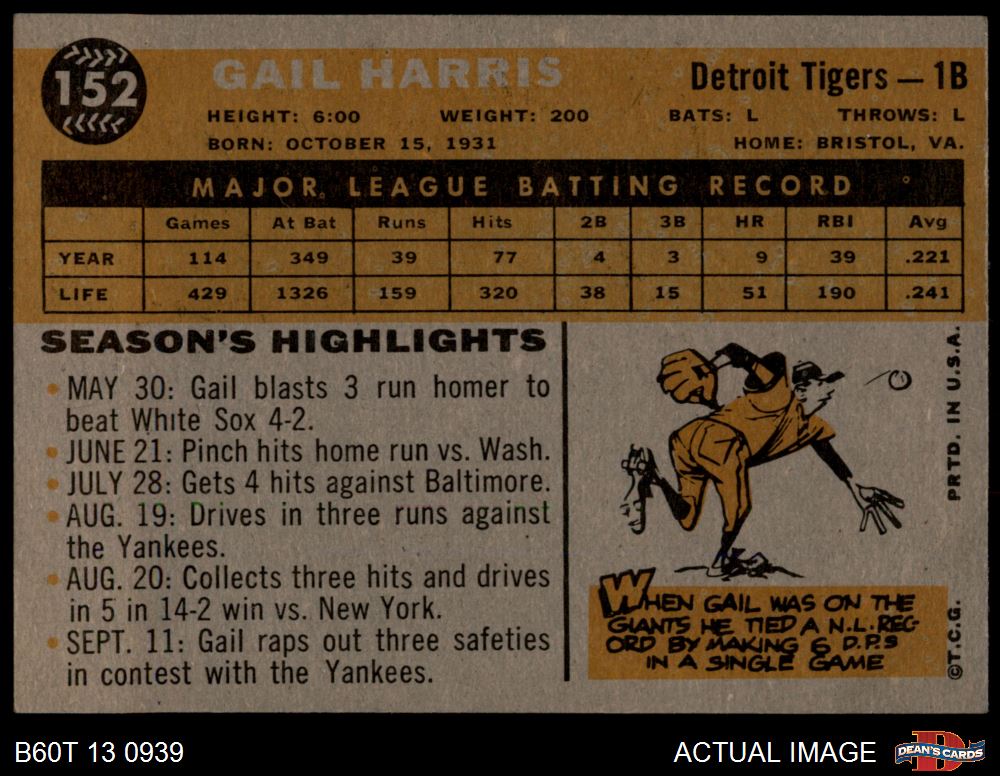 152
GAIL HARRIS
Detroit Tigers — 1B
HEIGHT: 6:00 WEIGHT: 200 BATS: L THROWS: L
BORN: OCTOBER 15, 1931 HOME: BRISTOL, VA.
MAJOR LEAGUE BATTING RECORD
Games At Bat Runs Hits 2B 3B HR RBI Avg
YEAR 114 349 39 77 4 3 9 39 .221
LIFE 429 1326 159 320 38 15 51 190 .241
SEASON'S HIGHLIGHTS
• MAY 30: Gail blasts 3 run homer to
beat White Sox 4-2.
• JUNE 21: Pinch hits home run vs. Wash.
• JULY 28: Gets 4 hits against Baltimore.
• AUG. 19: Drives in three runs against
the Yankees.
• AUG. 20: Collects three hits and drives
in 5 in 14-2 win vs. New York.
• SEPT. 11: Gail raps out three safeties
in contest with the Yankees.
WHEN GAIL WAS ON THE
GIANTS HE TIED A N.L. REC-
ORD BY MAKING 6 D.P.S
IN A SINGLE GAME
©T.C.G. PRTD. IN U.S.A.
B60T 13 0939
ACTUAL IMAGE
DEAN'S CARDS